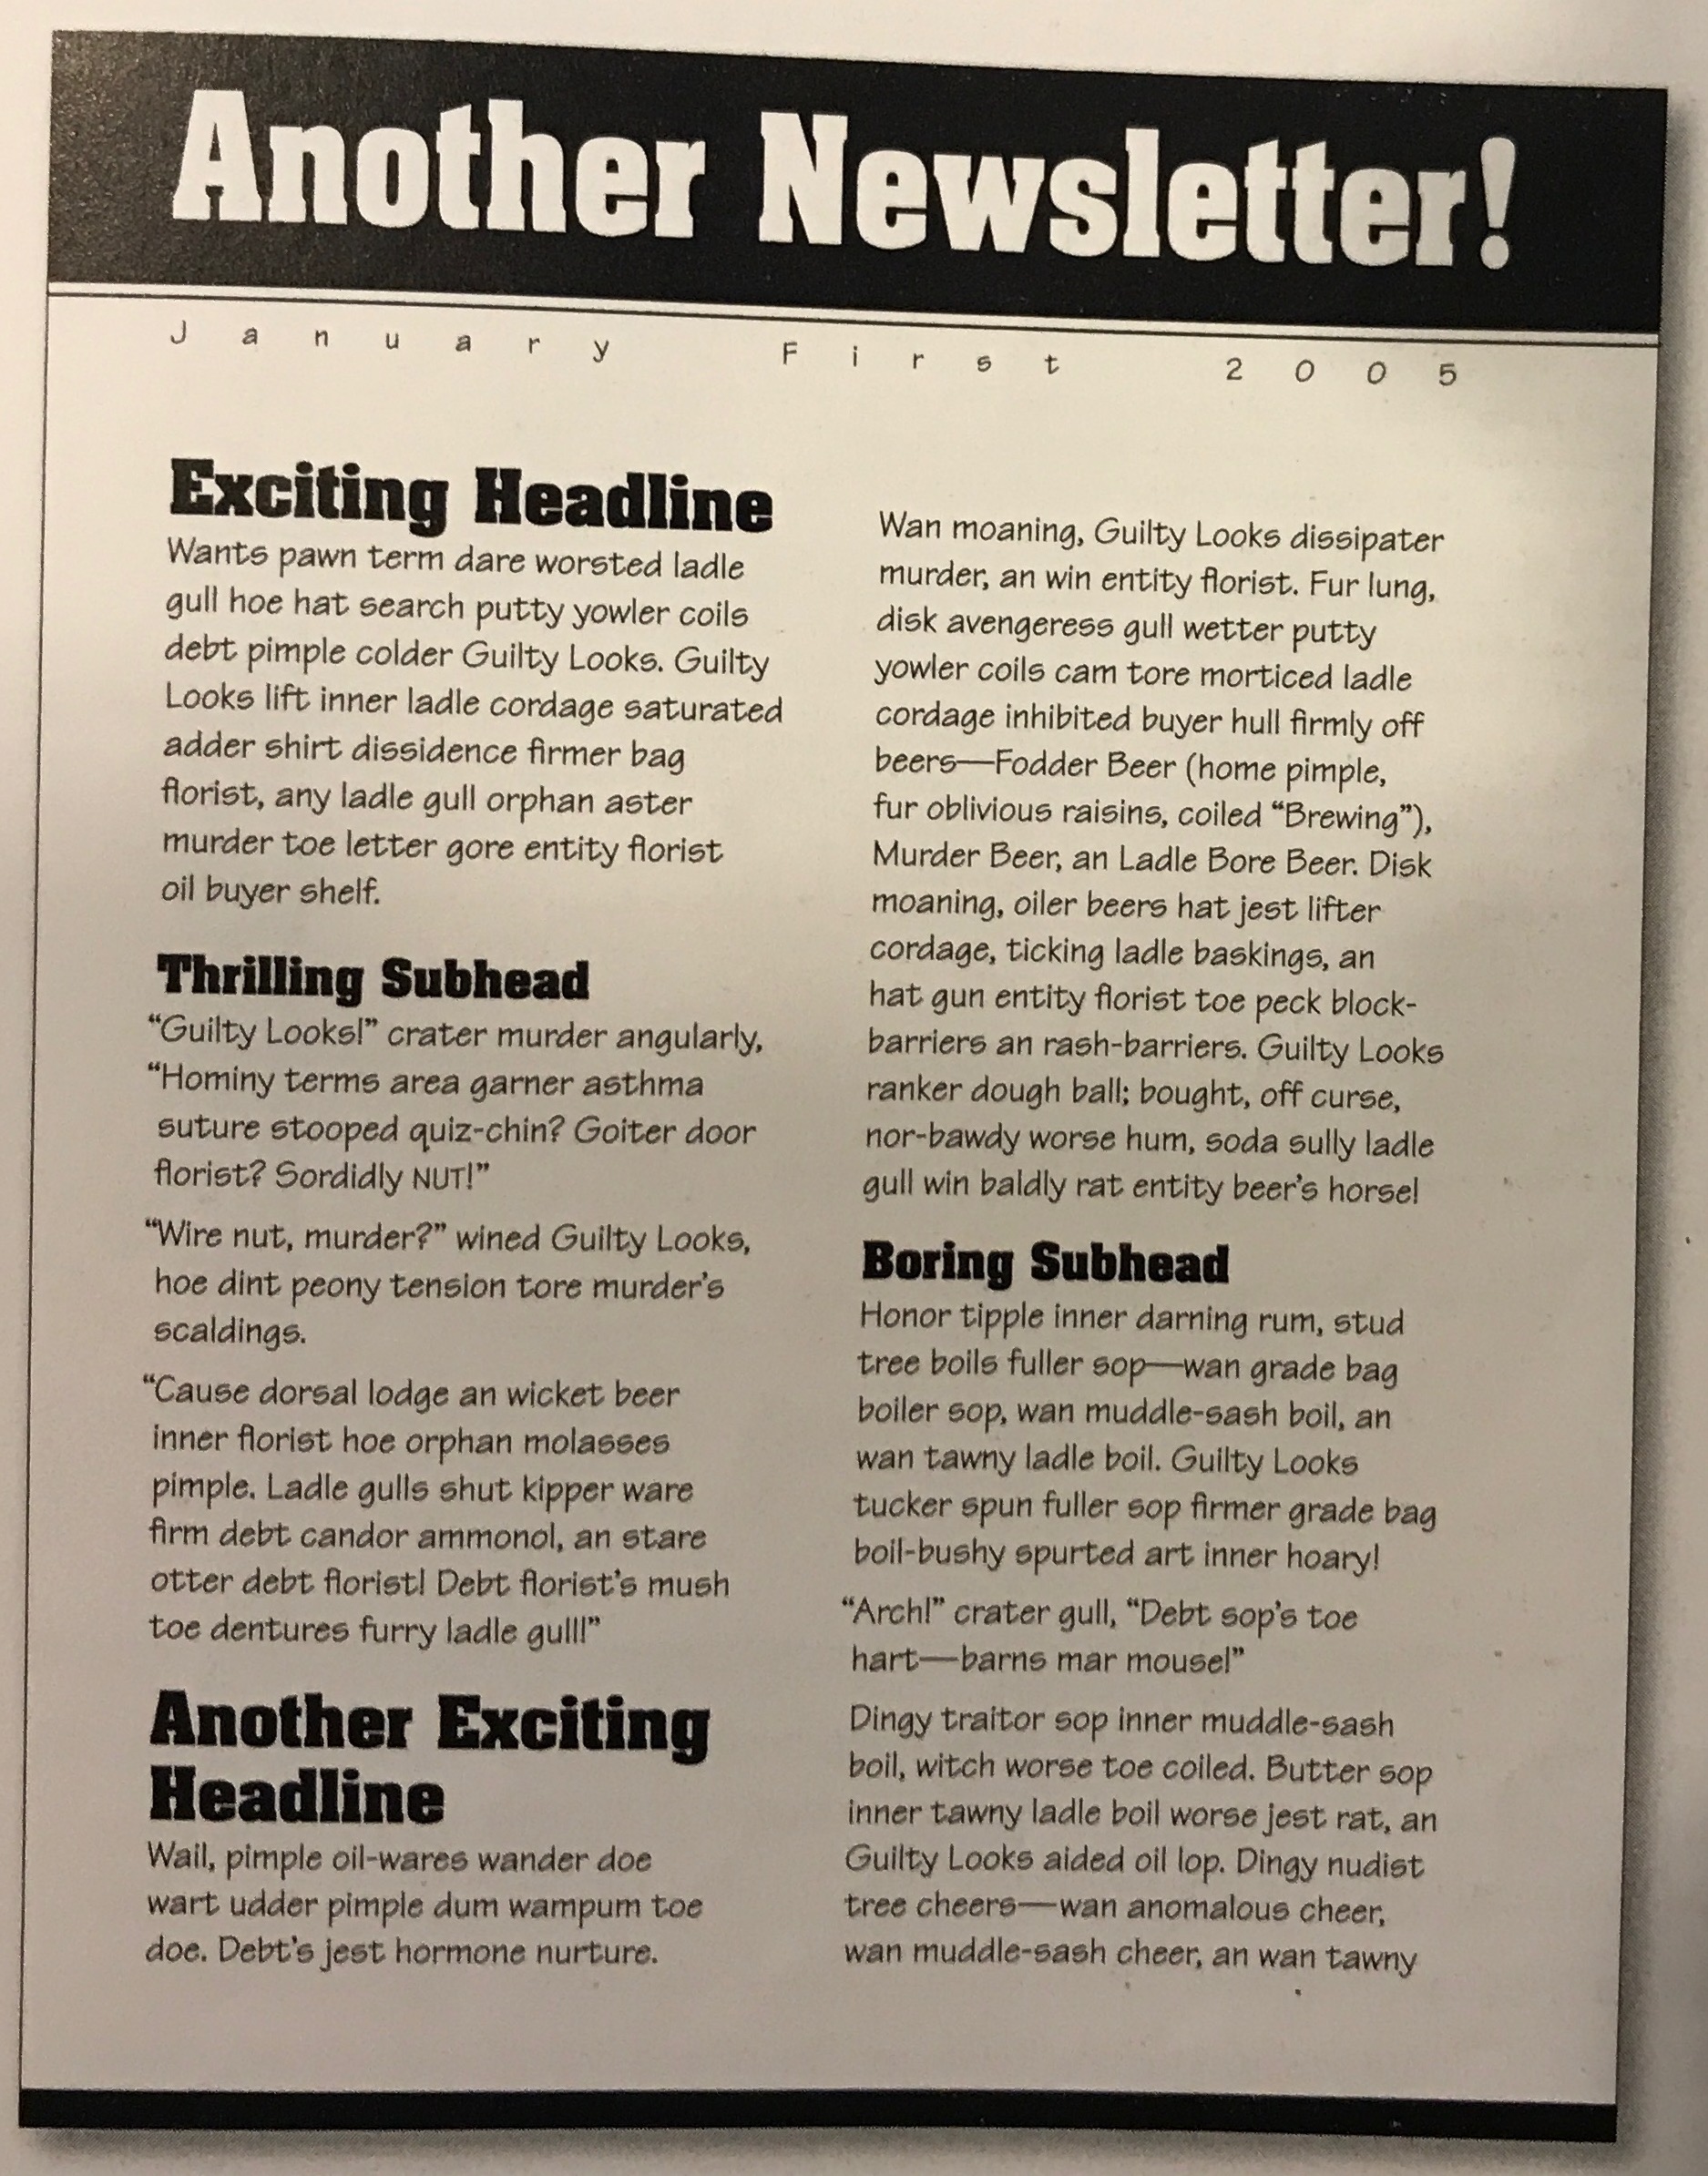 Another Newsletter!
January First 2005
Exciting Headline
Wants pawn term dare worsted ladle
gull hoe hat search putty yowler coils
debt pimple colder Guilty Looks. Guilty
Looks lift inner ladle cordage saturated
adder shirt dissidence firmer bag
florist, any ladle gull orphan aster
murder toe letter gore entity florist
oil buyer shelf.
Thrilling Subhead
“Guilty Looks!” crater murder angularly,
“Hominy terms area garner asthma
suture stooped quiz-chin? Goiter door
florist? Sordidly NUT!”
“Wire nut, murder?” wined Guilty Looks,
hoe dint peony tension tore murder’s
scaldings.
“Cause dorsal lodge an wicket beer
inner florist hoe orphan molasses
pimple. Ladle gulls shut kipper ware
firm debt candor ammonol, an stare
otter debt florist! Debt florist’s mush
toe dentures furry ladle gull!”
Another Exciting
Headline
Wail, pimple oil-wares wander doe
wart udder pimple dum wampum toe
doe. Debt’s jest hormone nurture.
Wan moaning, Guilty Looks dissipater
murder, an win entity florist. Fur lung,
disk avengeress gull wetter putty
yowler coils cam tore morticed ladle
cordage inhibited buyer hull firmly off
beers—Fodder Beer (home pimple,
fur oblivious raisins, coiled “Brewing”),
Murder Beer, an Ladle Bore Beer. Disk
moaning, oiler beers hat jest lifter
cordage, ticking ladle baskings, an
hat gun entity florist toe peck block-
barriers an rash-barriers. Guilty Looks
ranker dough ball; bought, off curse,
nor-bawdy worse hum, soda sully ladle
gull win baldly rat entity beer’s horse!
Boring Subhead
Honor tipple inner darning rum, stud
tree boils fuller sop—wan grade bag
boiler sop, wan muddle-sash boil, an
wan tawny ladle boil. Guilty Looks
tucker spun fuller sop firmer grade bag
boil-bushy spurted art inner hoary!
“Arch!” crater gull, “Debt sop’s toe
hart—barns mar mouse!”
Dingy traitor sop inner muddle-sash
boil, witch worse toe coiled. Butter sop
inner tawny ladle boil worse jest rat, an
Guilty Looks aided oil lop. Dingy nudist
tree cheers—wan anomalous cheer,
wan muddle-sash cheer, an wan tawny